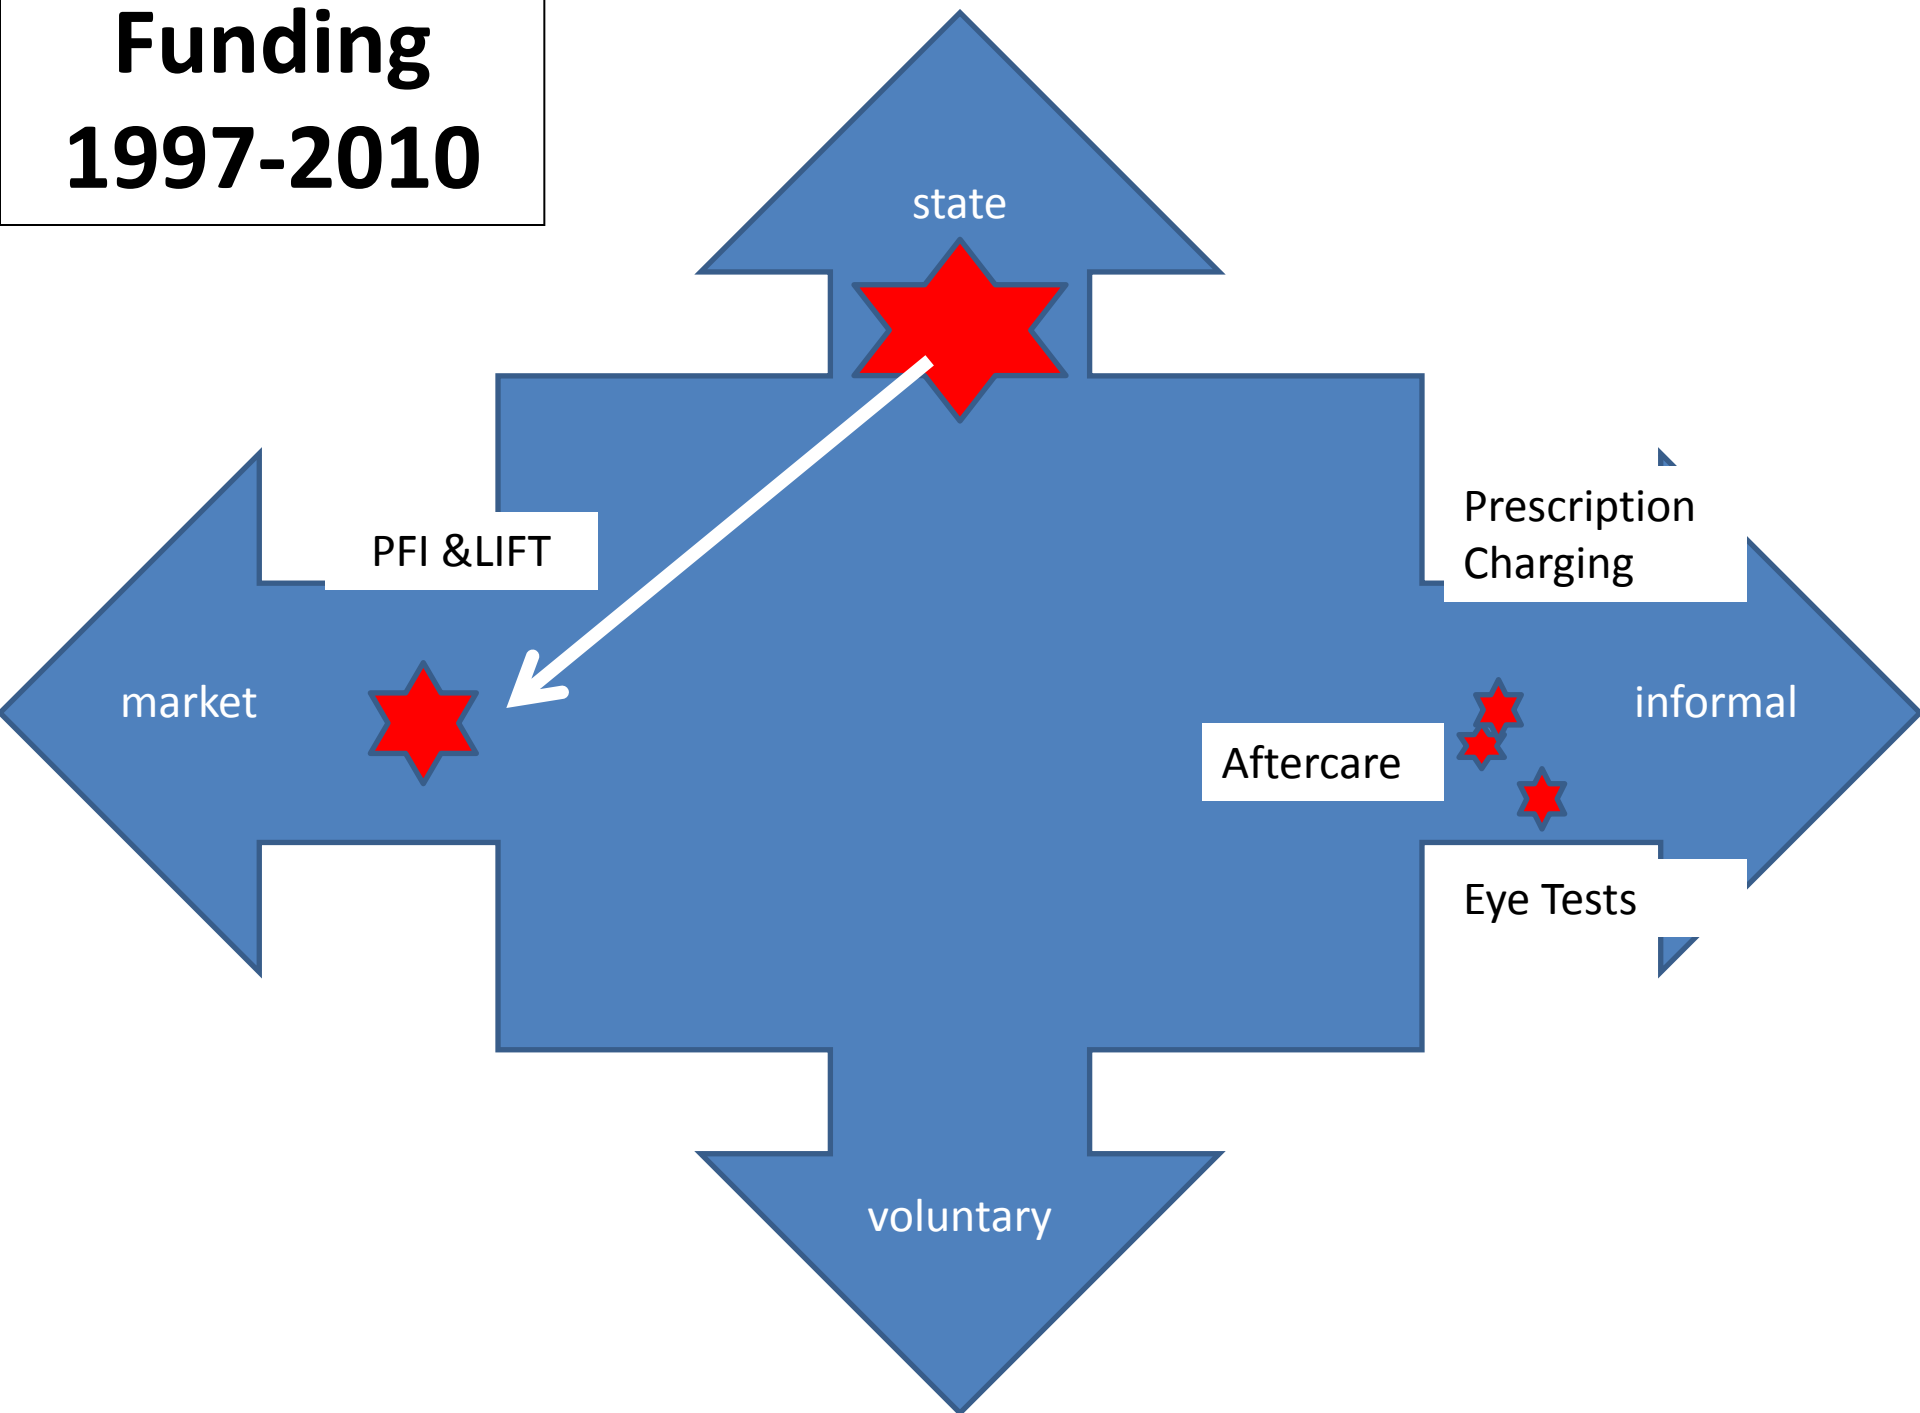 Funding
1997-2010
state
Prescription
Charging
PFI &LIFT
market
informal
Aftercare
Eye Tests
voluntary